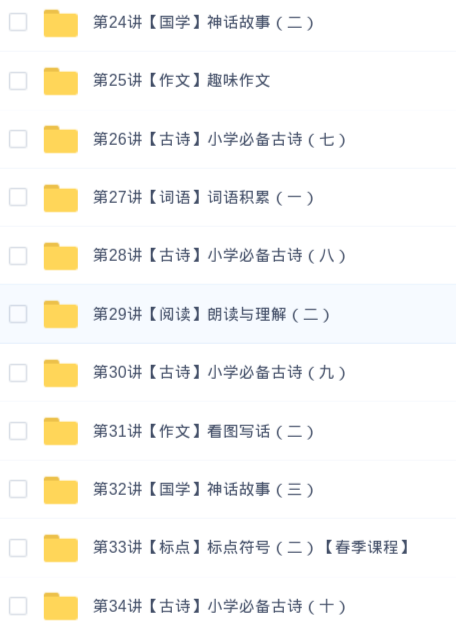 第24讲【国学】神话故事（二）
第25讲【作文】趣味作文
第26讲【古诗】小学必备古诗（七）
第27讲【词语】词语积累（一）
第28讲【古诗】小学必备古诗（八）
第29讲【阅读】朗读与理解（二）
第30讲【古诗】小学必备古诗（九）
第31讲【作文】看图写话（二）
第32讲【国学】神话故事（三）
第33讲【标点】标点符号（二）【春季课程】
第34讲【古诗】小学必备古诗（十）